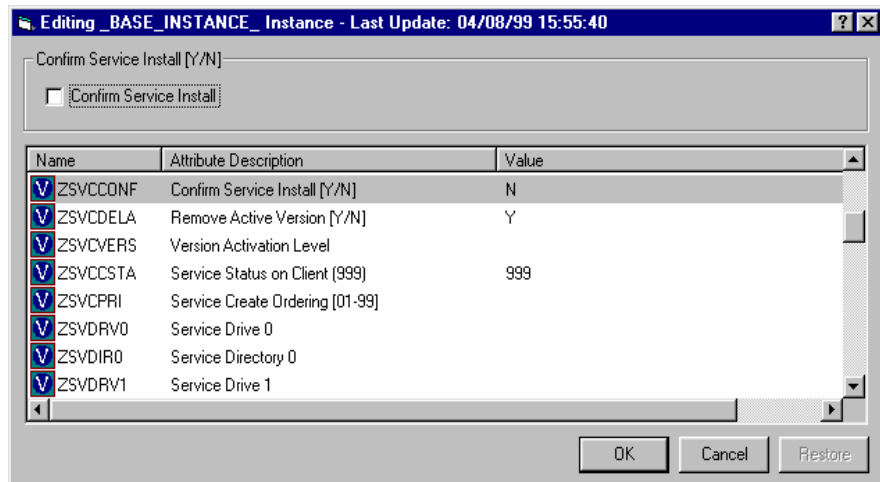 Editing _BASE_INSTANCE_ Instance - Last Update: 04/08/99 15:55:40
Confirm Service Install [Y/N]
Confirm Service Install
Name Attribute Description Value
V ZSVCCONF Confirm Service Install [Y/N] N
V ZSVCDELA Remove Active Version [Y/N] Y
V ZSVCVERS Version Activation Level
V ZSVCCSTA Service Status on Client (999) 999
V ZSVCPRI Service Create Ordering [01-99]
V ZSVDRV0 Service Drive 0
V ZSVDIR0 Service Directory 0
V ZSVDRV1 Service Drive 1
OK Cancel Restore